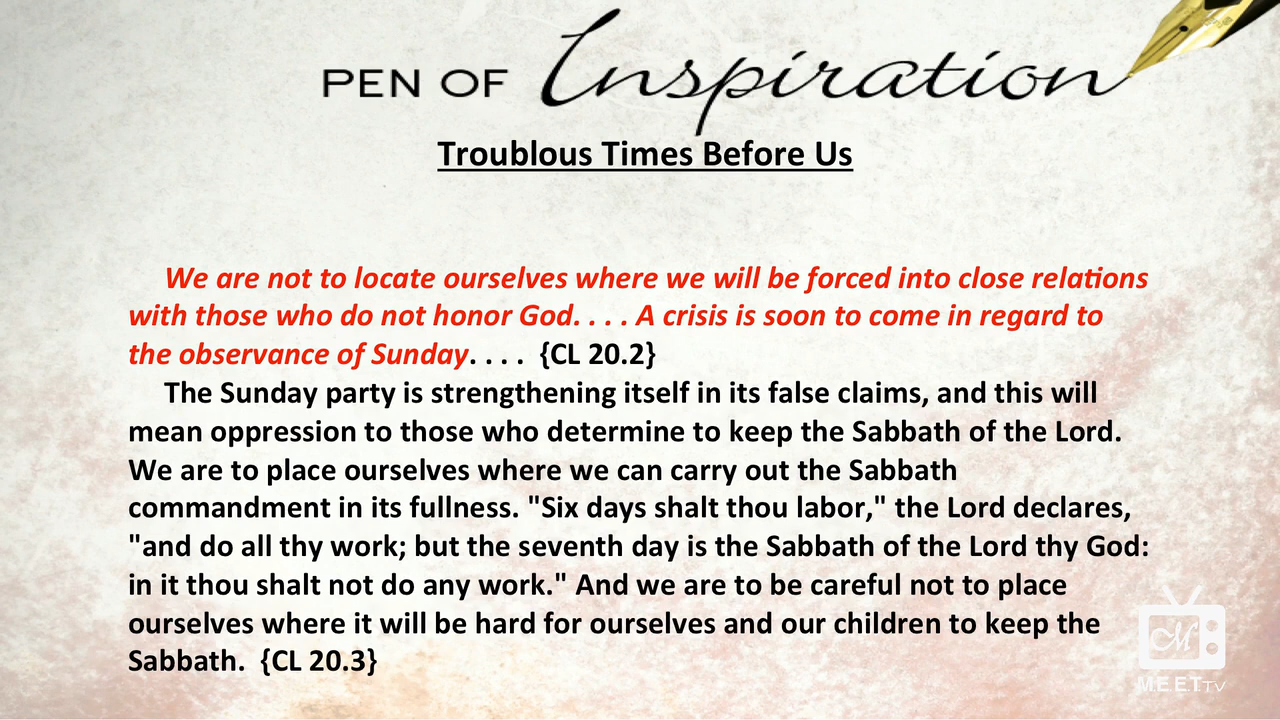 PEN OF Inspiration
Troublous Times Before Us
We are not to locate ourselves where we will be forced into close relations
with those who do not honor God. . . . A crisis is soon to come in regard to
the observance of Sunday. . . .  {CL 20.2}
The Sunday party is strengthening itself in its false claims, and this will
mean oppression to those who determine to keep the Sabbath of the Lord.
We are to place ourselves where we can carry out the Sabbath
commandment in its fullness. "Six days shalt thou labor," the Lord declares,
"and do all thy work; but the seventh day is the Sabbath of the Lord thy God:
in it thou shalt not do any work." And we are to be careful not to place
ourselves where it will be hard for ourselves and our children to keep the
Sabbath.  {CL 20.3}
M
M.E.E.T.TV